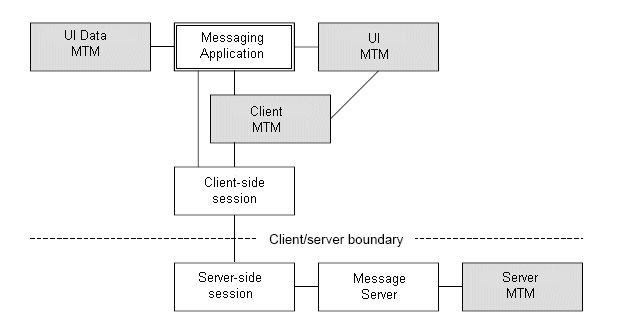 UI Data
MTM
Messaging
Application
UI
MTM
Client
MTM
Client-side
session
Client/server boundary
Server-side
session
Message
Server
Server
MTM